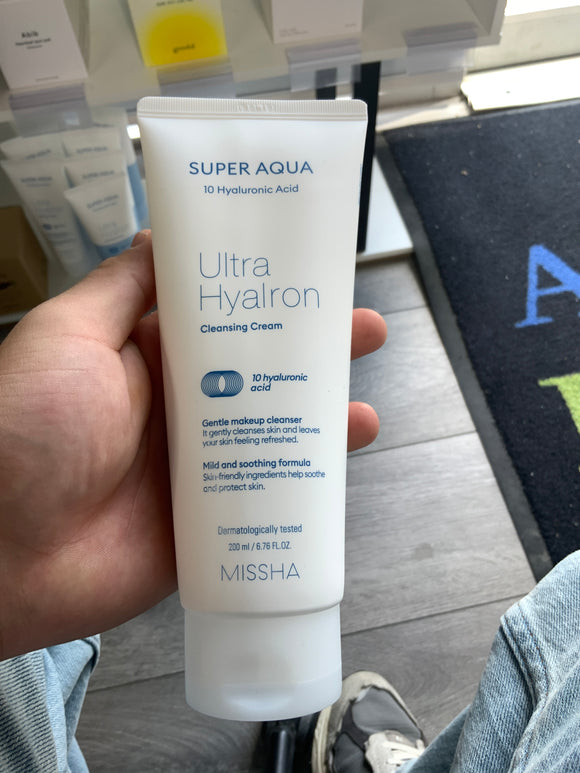 Abib
SUPER AQUA
10 Hyaluronic Acid
Ultra
Hyalron
Cleansing Cream
10 hyaluronic
acid
Gentle makeup cleanser
It gently cleanses skin and leaves
your skin feeling refreshed.
Mild and soothing formula
Skin-friendly ingredients help soothe
and protect skin.
Dermatologically tested
200 ml / 6.76 FL.OZ.
MISSHA
A